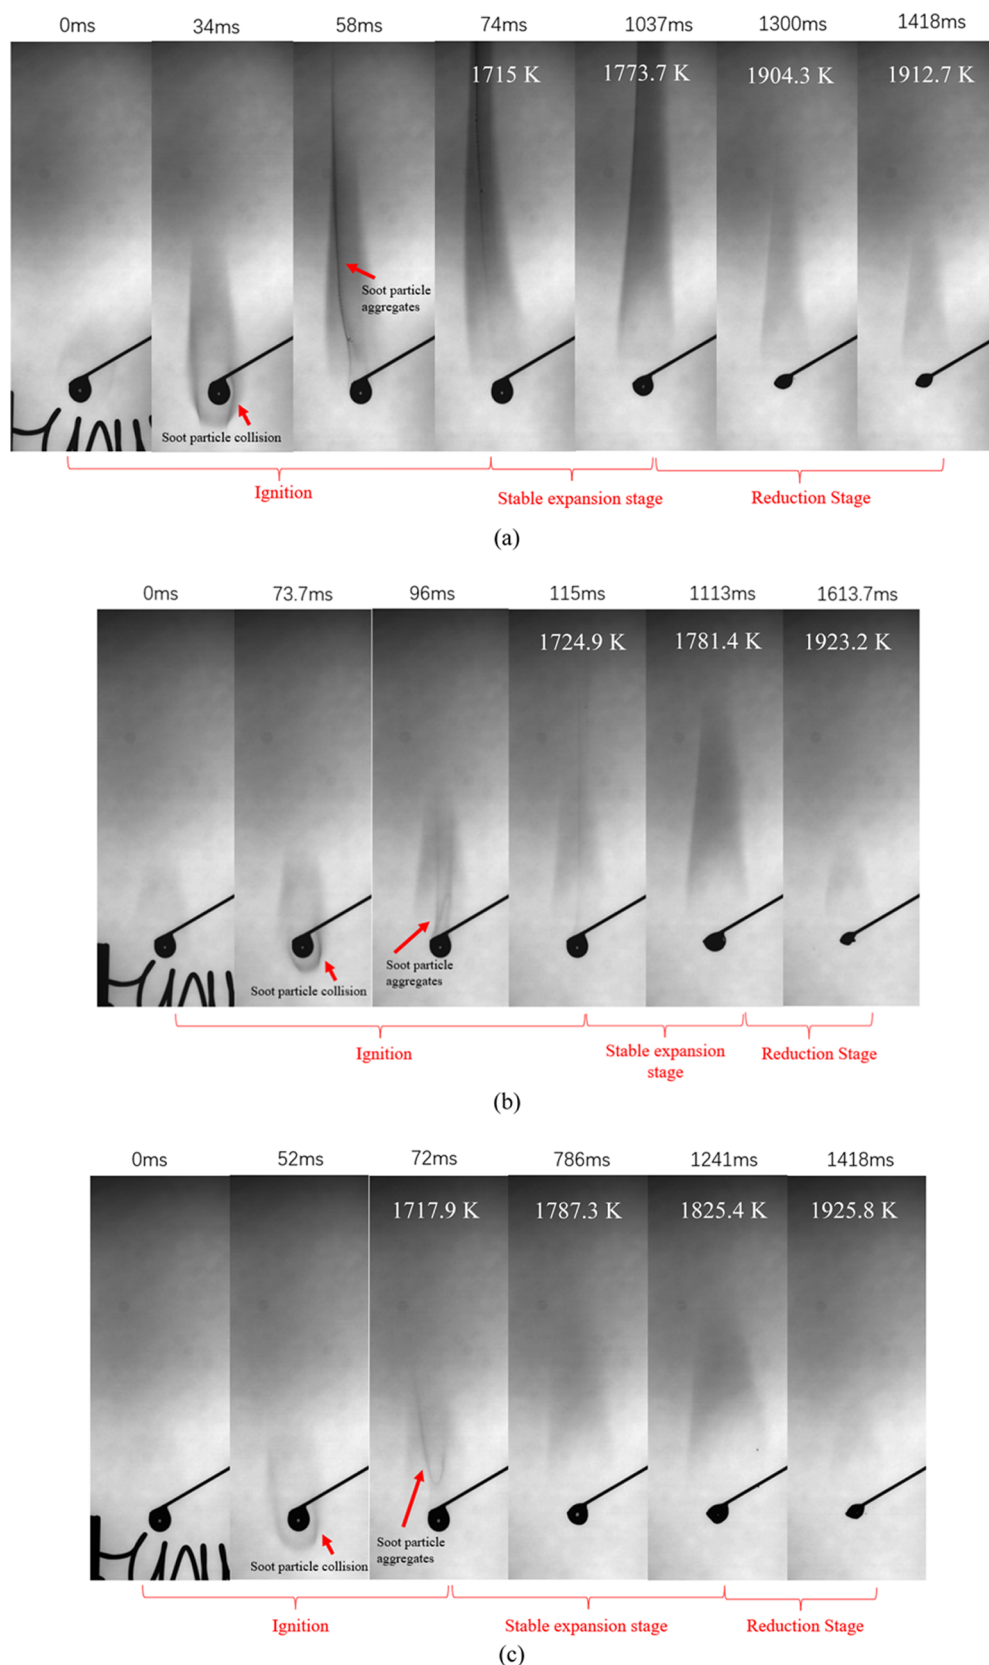 0ms 34ms 58ms 74ms 1037ms 1300ms 1418ms
1715 K 1773.7 K 1904.3 K 1912.7 K
Soot particle
aggregates
Soot particle collision
Ignition Stable expansion stage Reduction Stage
(a)
0ms 73.7ms 96ms 115ms 1113ms 1613.7ms
1724.9 K 1781.4 K 1923.2 K
Soot particle
aggregates
Soot particle collision
Ignition Stable expansion
stage Reduction Stage
(b)
0ms 52ms 72ms 786ms 1241ms 1418ms
1717.9 K 1787.3 K 1825.4 K 1925.8 K
Soot particle
aggregates
Soot particle collision
Ignition Stable expansion stage Reduction Stage
(c)